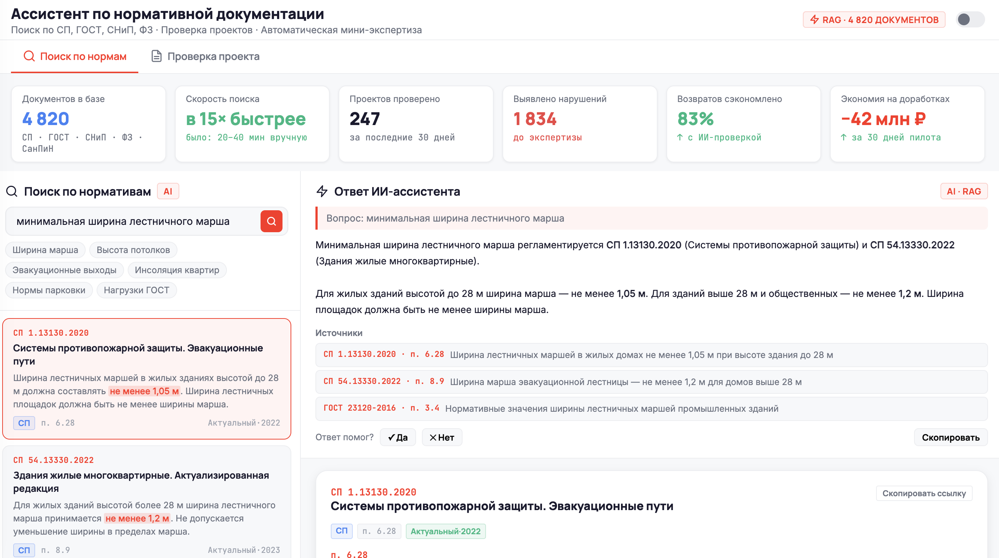 Ассистент по нормативной документации
Поиск по СП, ГОСТ, СНиП, ФЗ · Проверка проектов · Автоматическая мини-экспертиза
RAG · 4 820 ДОКУМЕНТОВ
Поиск по нормам
Проверка проекта
Документов в базе
4 820
СП · ГОСТ · СНиП · ФЗ ·
СанПиН
Скорость поиска
в 15× быстрее
было: 20–40 мин вручную
Проектов проверено
247
за последние 30 дней
Выявлено нарушений
1 834
до экспертизы
Возвратов сэкономлено
83%
↑ с ИИ-проверкой
Экономия на доработках
−42 млн ₽
↑ за 30 дней пилота
Поиск по нормативам
AI
минимальная ширина лестничного марша
Ширина марша
Высота потолков
Эвакуационные выходы
Инсоляция квартир
Нормы парковки
Нагрузки ГОСТ
СП 1.13130.2020
Системы противопожарной защиты. Эвакуационные
пути
Ширина лестничных маршей в жилых зданиях высотой до 28
м должна составлять не менее 1,05 м. Ширина лестничных
площадок должна быть не менее ширины марша.
СП п. 6.28 Актуальный·2022
СП 54.13330.2022
Здания жилые многоквартирные. Актуализированная
редакция
Для жилых зданий высотой более 28 м ширина лестничного
марша принимается не менее 1,2 м. Не допускается
уменьшение ширины в пределах марша.
СП п. 8.9 Актуальный·2023
Ответ ИИ-ассистента
AI · RAG
Вопрос: минимальная ширина лестничного марша
Минимальная ширина лестничного марша регламентируется СП 1.13130.2020 (Системы противопожарной защиты) и СП 54.13330.2022
(Здания жилые многоквартирные).
Для жилых зданий высотой до 28 м ширина марша — не менее 1,05 м. Для зданий выше 28 м и общественных — не менее 1,2 м. Ширина
площадок должна быть не менее ширины марша.
Источники
СП 1.13130.2020 · п. 6.28 Ширина лестничных маршей в жилых домах не менее 1,05 м при высоте здания до 28 м
СП 54.13330.2022 · п. 8.9 Ширина марша эвакуационной лестницы — не менее 1,2 м для домов выше 28 м
ГОСТ 23120-2016 · п. 3.4 Нормативные значения ширины лестничных маршей промышленных зданий
Ответ помог? ✓Да ✕Нет
Скопировать
СП 1.13130.2020
Системы противопожарной защиты. Эвакуационные пути
Скопировать ссылку
СП п. 6.28 Актуальный·2022
п. 6.28